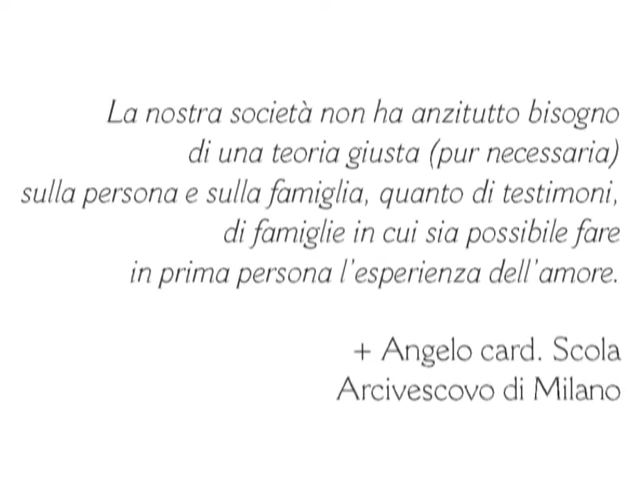 La nostra società non ha anzitutto bisogno
di una teoria giusta (pur necessaria)
sulla persona e sulla famiglia, quanto di testimoni,
di famiglie in cui sia possibile fare
in prima persona l'esperienza dell'amore.
+ Angelo card. Scola
Arcivescovo di Milano